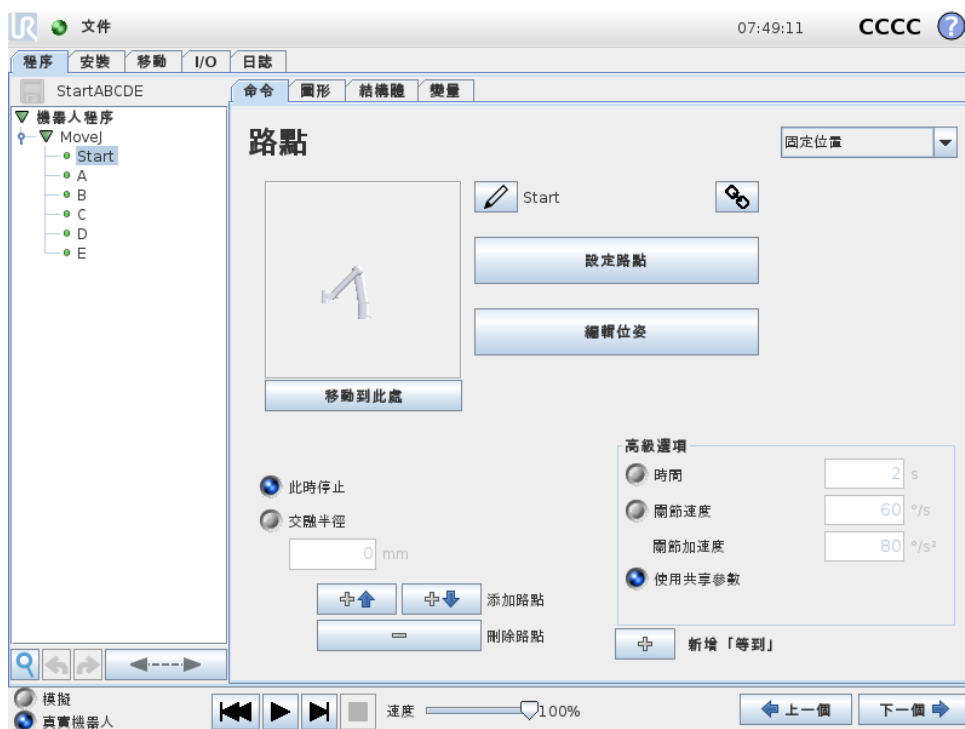 UR 文件 07:49:11 CCCC ?
程序 安裝 移動 I/O 日誌
StartABCDE
命令 圖形 結構體 變量
機器人程序
MoveJ
Start
A
B
C
D
E
路點
固定位置
Start
設定路點
編輯位姿
移動到此處
此時停止
交融半徑
0 mm
添加路點
刪除路點
高級選項
時間 2 s
關節速度 60 °/s
關節加速度 80 °/s²
使用共享參數
新增「等到」
模擬
真實機器人
速度 100%
上一個 下一個